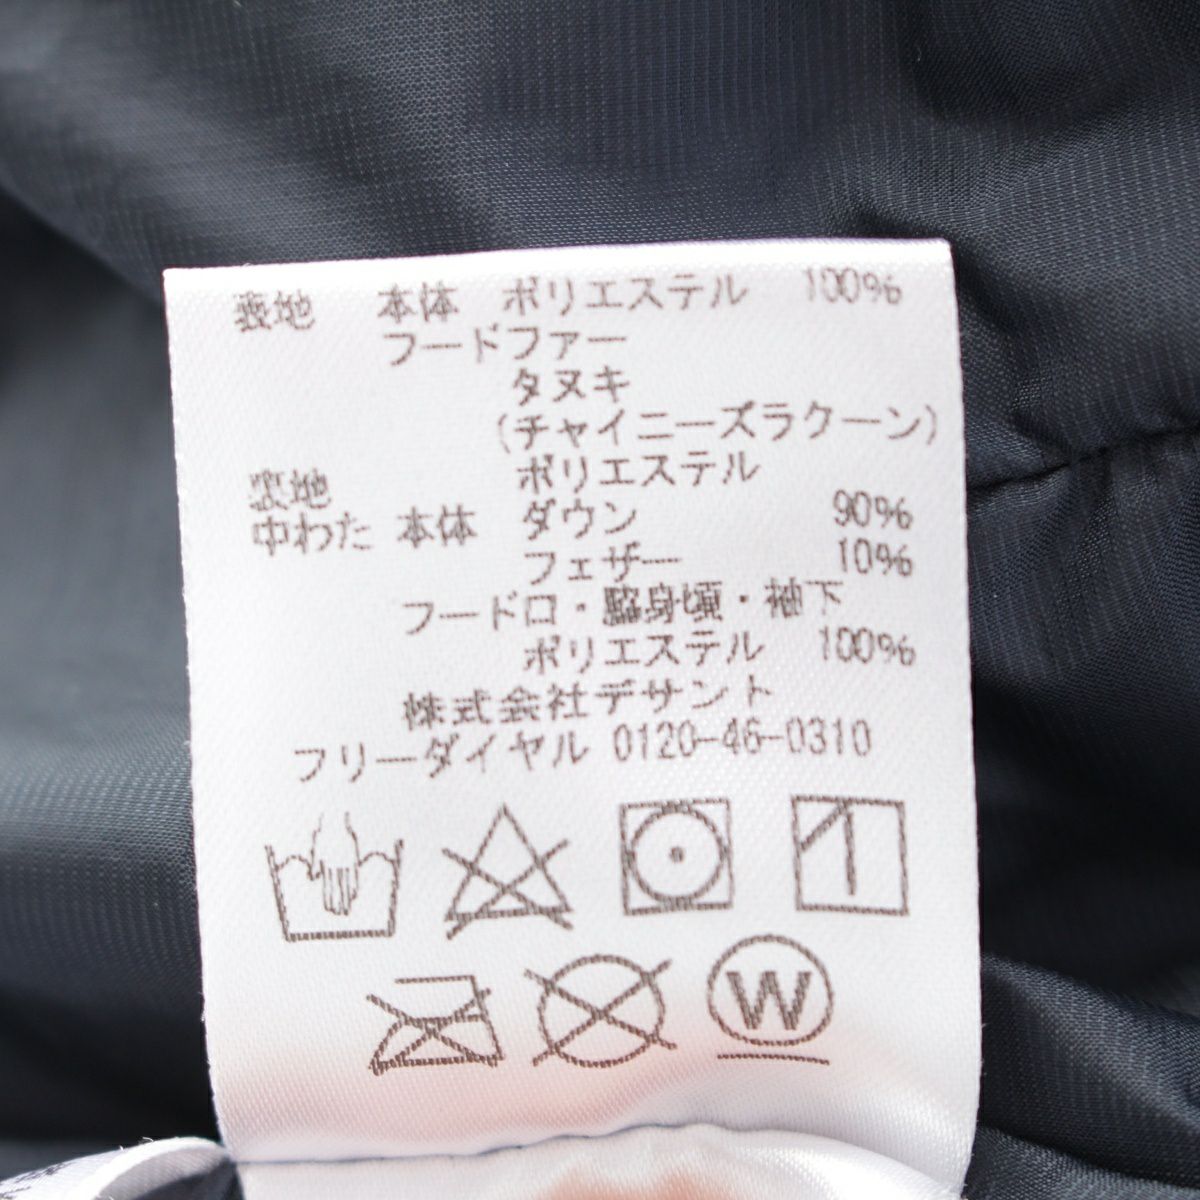 表地 本体 ポリエステル 100%
フードファー
タヌキ
(チャイニーズラクーン)
裏地 ポリエステル
中わた 本体 ダウン 90%
フェザー 10%
フード口・脇身頃・袖下
ポリエステル 100%
株式会社デサント
フリーダイヤル 0120-46-0310
W